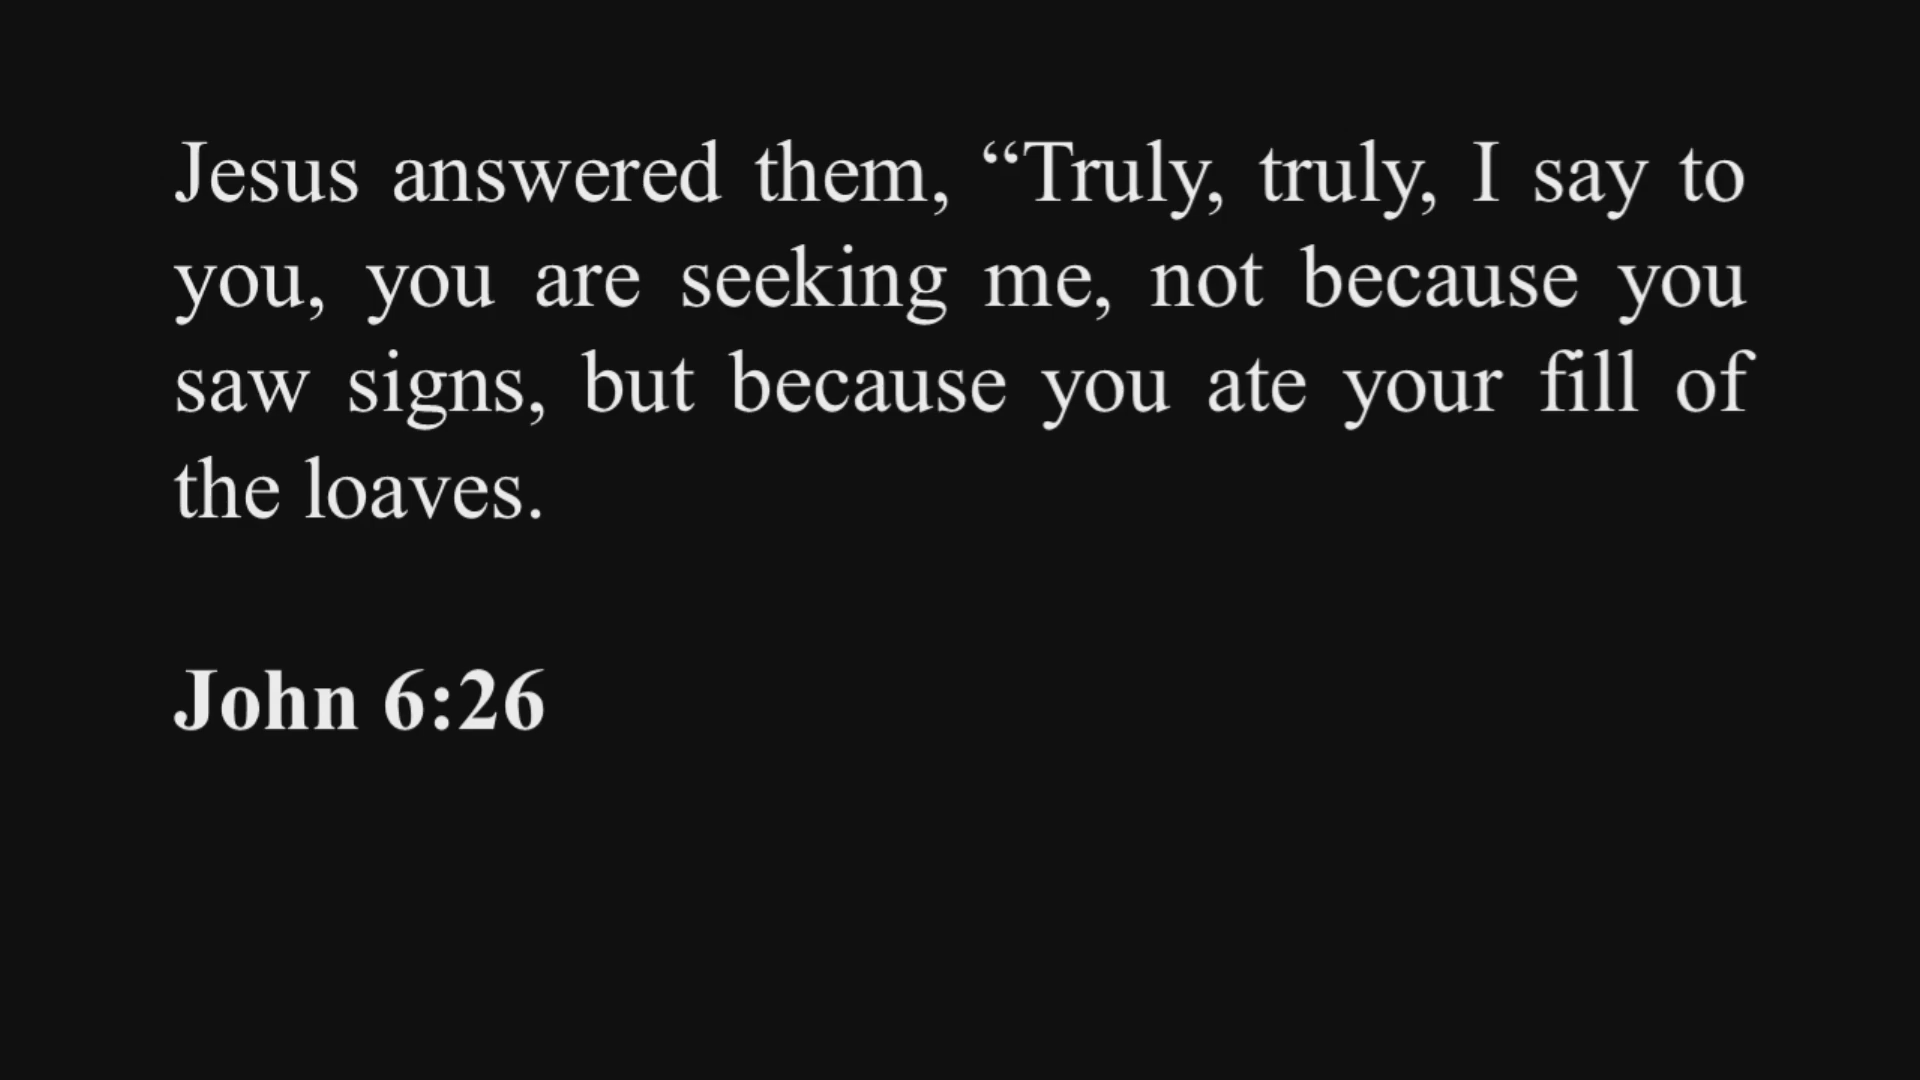 Jesus answered them, “Truly, truly, I say to
you, you are seeking me, not because you
saw signs, but because you ate your fill of
the loaves.
John 6:26